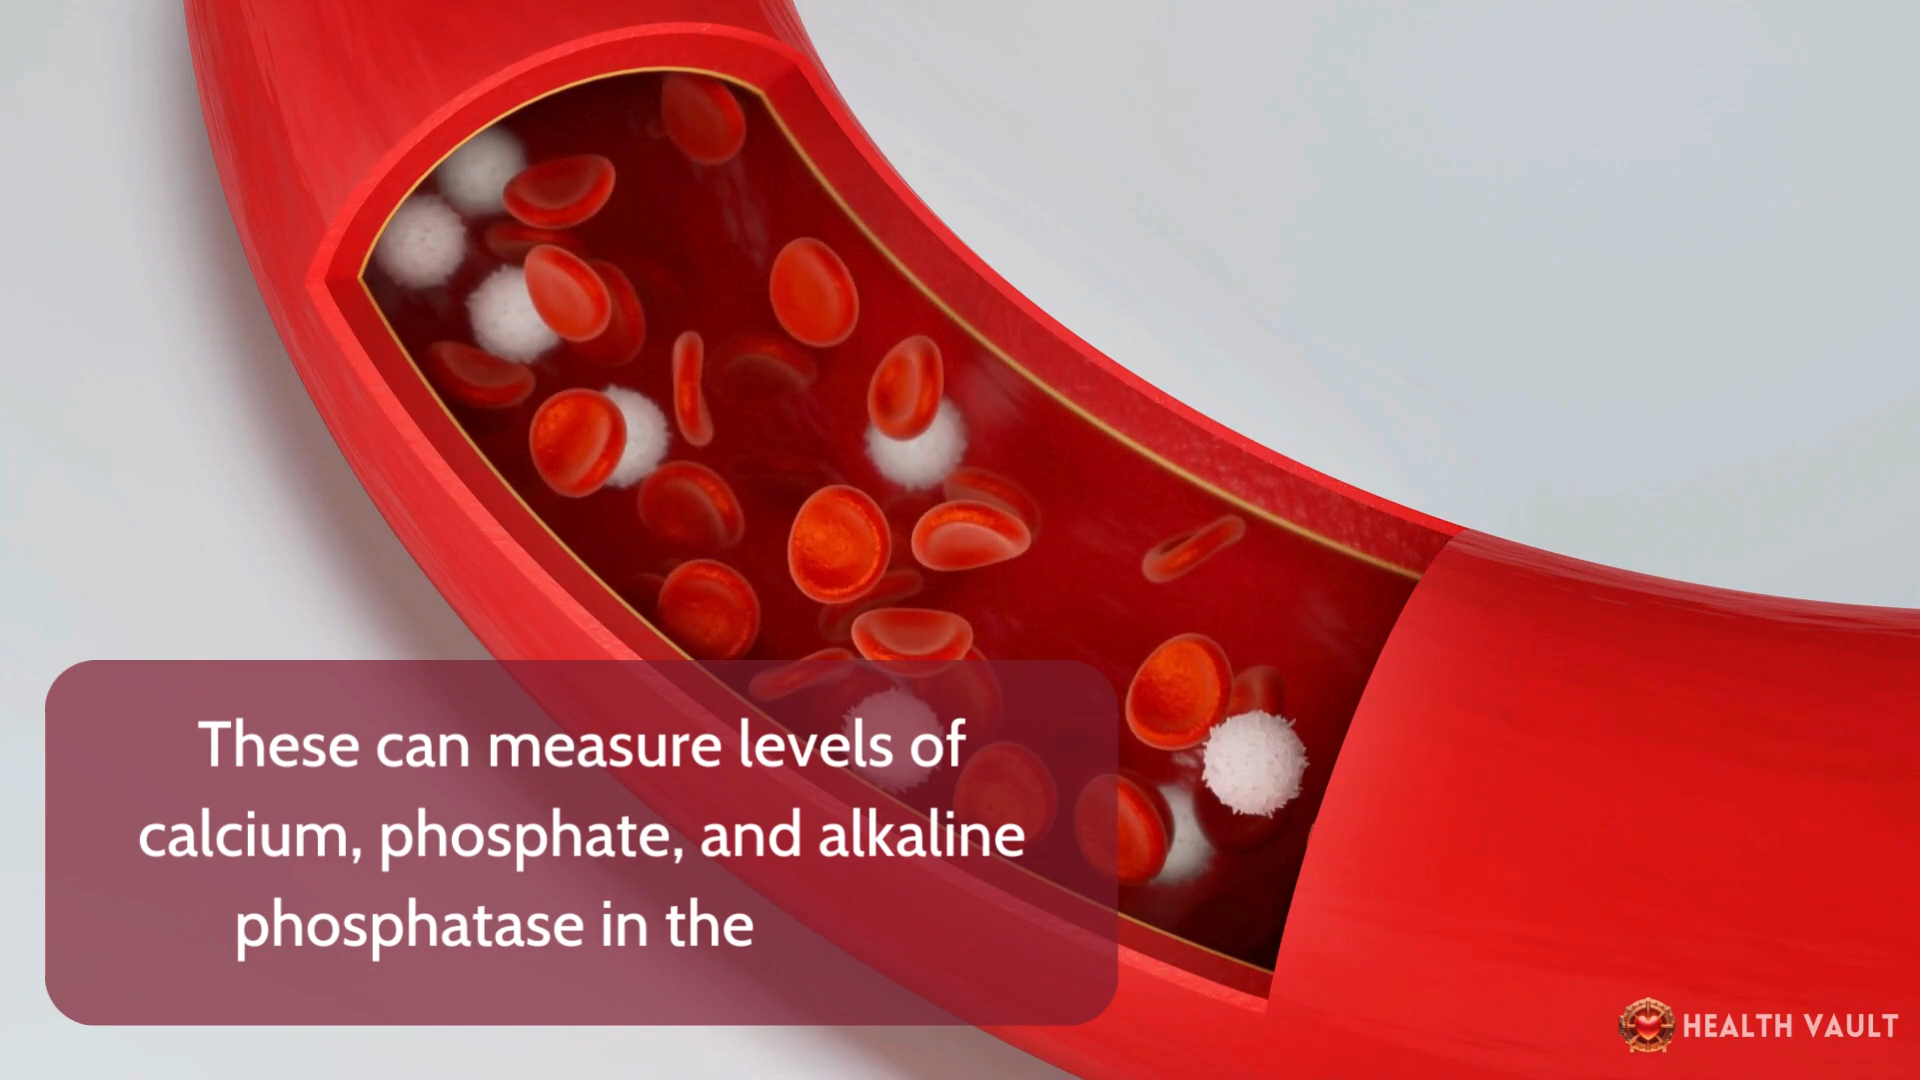 These can measure levels of
calcium, phosphate, and alkaline
phosphatase in the
HEALTH VAULT